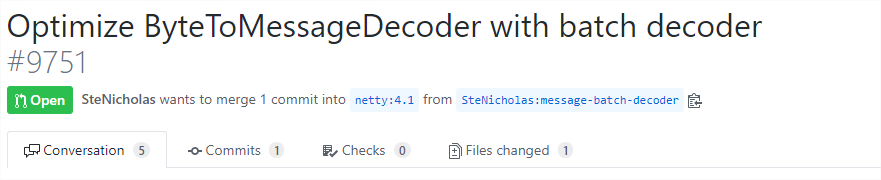 Optimize ByteToMessageDecoder with batch decoder
#9751
Open SteNicholas wants to merge 1 commit into netty:4.1 from SteNicholas:message-batch-decoder
Conversation 5 Commits 1 Checks 0 Files changed 1